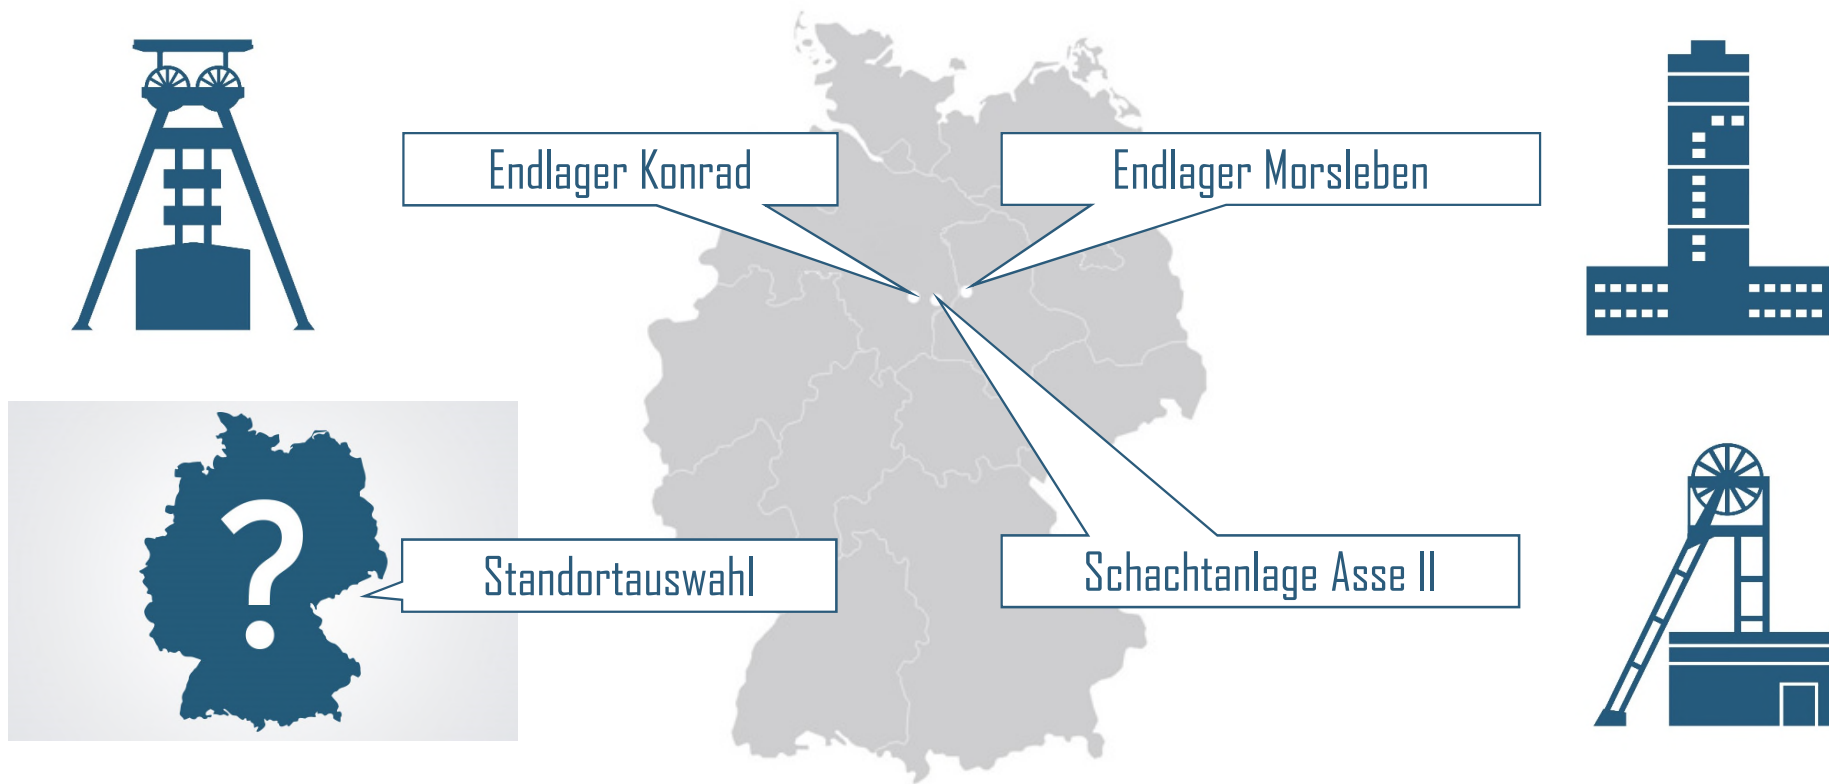 Endlager Konrad
Endlager Morsleben
?
Standortauswahl
Schachtanlage Asse II